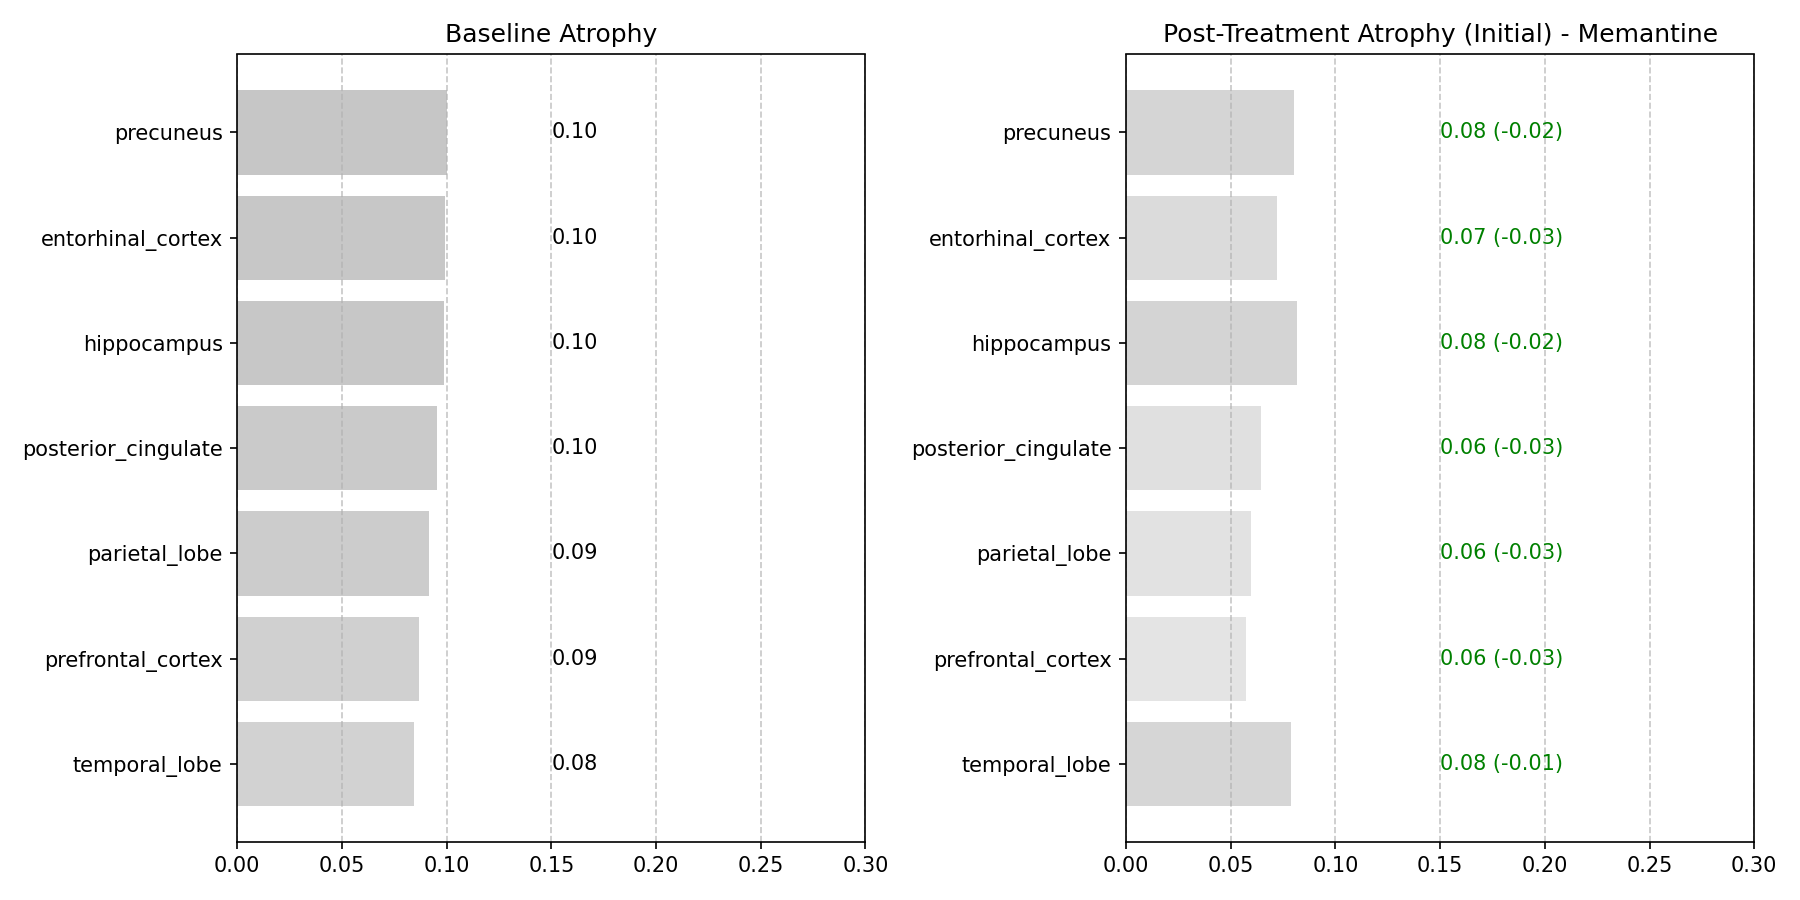 Baseline Atrophy
precuneus 0.10
entorhinal_cortex 0.10
hippocampus 0.10
posterior_cingulate 0.10
parietal_lobe 0.09
prefrontal_cortex 0.09
temporal_lobe 0.08
0.00 0.05 0.10 0.15 0.20 0.25 0.30
Post-Treatment Atrophy (Initial) - Memantine
precuneus 0.08 (-0.02)
entorhinal_cortex 0.07 (-0.03)
hippocampus 0.08 (-0.02)
posterior_cingulate 0.06 (-0.03)
parietal_lobe 0.06 (-0.03)
prefrontal_cortex 0.06 (-0.03)
temporal_lobe 0.08 (-0.01)
0.00 0.05 0.10 0.15 0.20 0.25 0.30